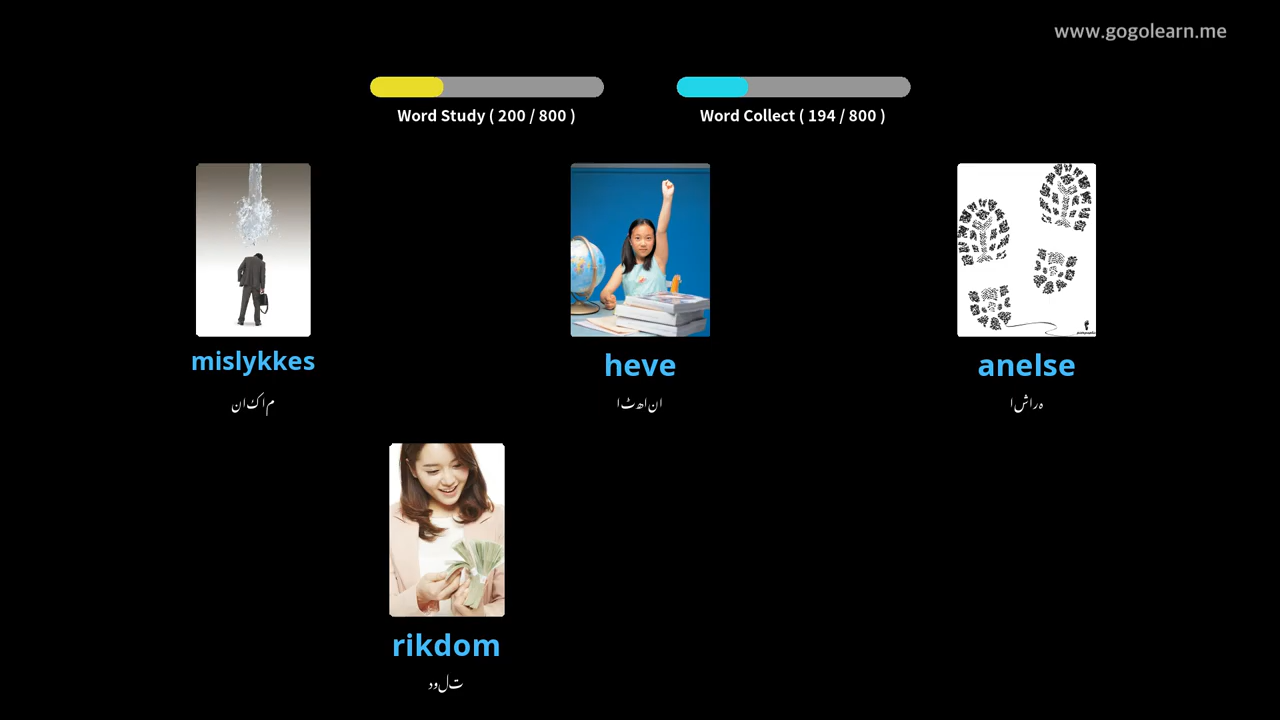 www.gogolearn.me
Word Study ( 200 / 800 )
Word Collect ( 194 / 800 )
mislykkes
heve
anelse
ناکام
اٹھانا
اشارہ
rikdom
دولت